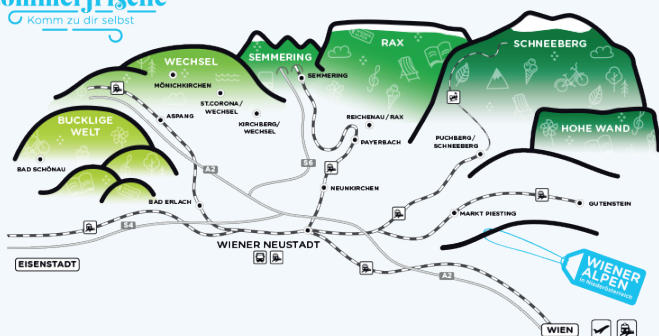 Komm zu dir selbst
WECHSEL
SEMMERING
RAX
SCHNEEBERG
MÖNICHKIRCHEN
SEMMERING
ST.CORONA/
WECHSEL
BUCKLIGE
WELT
ASPANG
KIRCHBERG/
WECHSEL
REICHENAU / RAX
HOHE WAND
PAYERBACH
PUCHBERG/
SCHNEEBERG
BAD SCHÖNAU
A2
S6
NEUNKIRCHEN
BAD ERLACH
GUTENSTEIN
MARKT PIESTING
S4
WIENER NEUSTADT
EISENSTADT
WIENER
ALPEN
in Niederösterreich
A2
WIEN